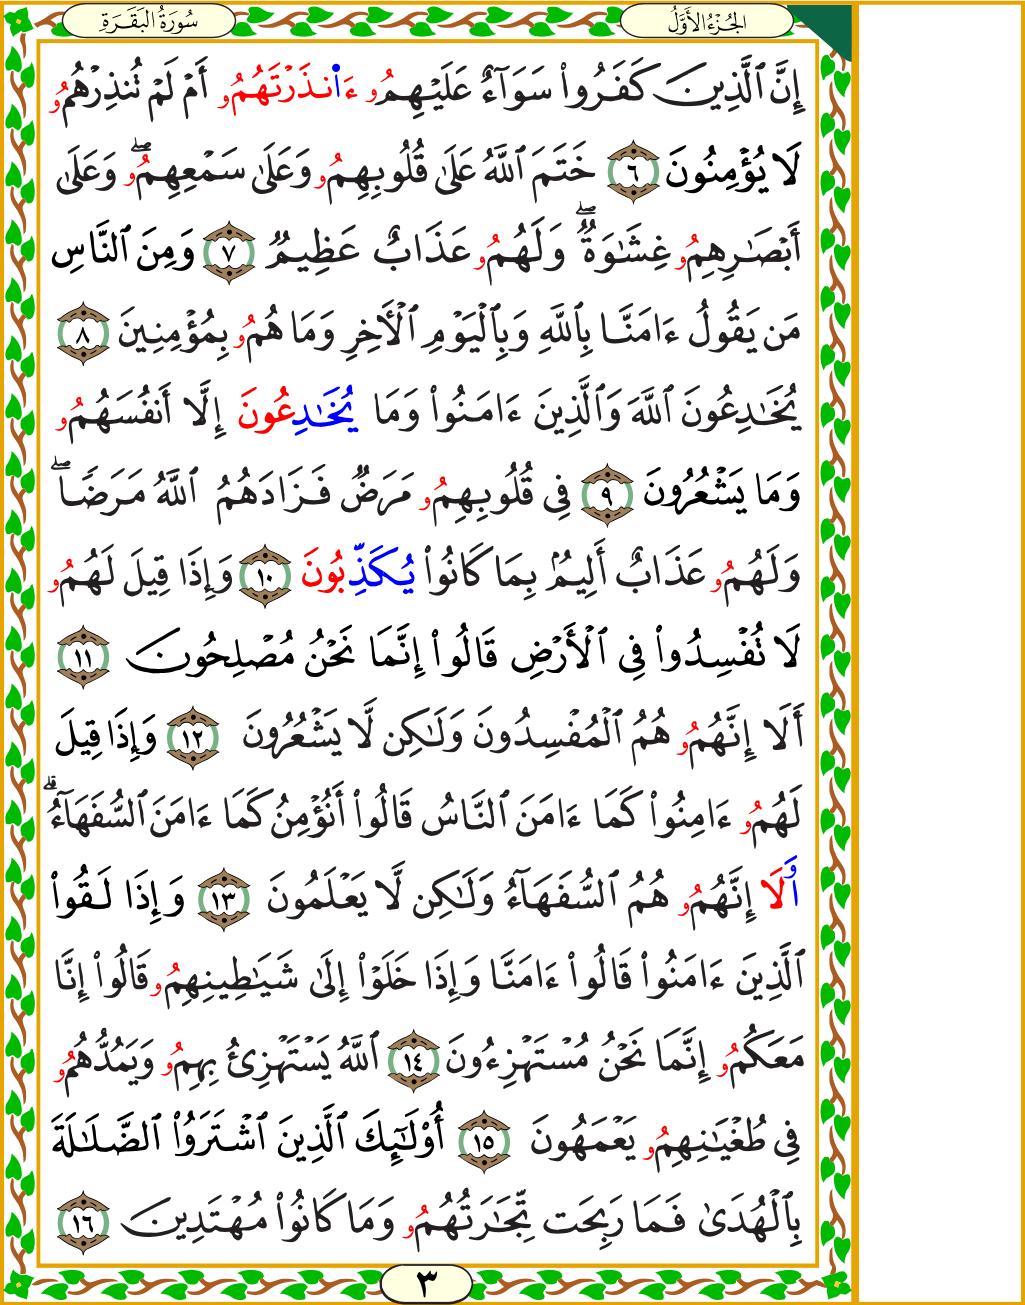 الجُزْءُ الأَوَّلُ
سُورَةُ البَقَرَةِ
إِنَّ ٱلَّذِينَ كَفَرُوا۟ سَوَآءٌ عَلَيْهِمُۥ ءَا۬نذَرْتَهُمُۥ أَمْ لَمْ تُنذِرْهُمُۥ
لَا يُؤْمِنُونَ ٦ خَتَمَ ٱللَّهُ عَلَىٰ قُلُوبِهِمُۥ وَعَلَىٰ سَمْعِهِمُۥۖ وَعَلَىٰ
أَبْصَـٰرِهِمُۥ غِشَـٰوَةٌۖ وَلَهُمُۥ عَذَابٌ عَظِيمٌ ٧ وَمِنَ ٱلنَّاسِ
مَن يَقُولُ ءَامَنَّا بِٱللَّهِ وَبِٱلْيَوْمِ ٱلْأَخِرِ وَمَا هُمُۥ بِمُؤْمِنِينَ ٨
يُخَـٰدِعُونَ ٱللَّهَ وَٱلَّذِينَ ءَامَنُوا۟ وَمَا يُخَـٰدِعُونَ إِلَّا أَنفُسَهُمُۥ
وَمَا يَشْعُرُونَ ٩ فِى قُلُوبِهِمُۥ مَرَضٌ فَزَادَهُمُ ٱللَّهُ مَرَضًاۖ
وَلَهُمُۥ عَذَابٌ أَلِيمٌۢ بِمَا كَانُوا۟ يُكَذِّبُونَ ١٠ وَإِذَا قِيلَ لَهُمُۥ
لَا تُفْسِدُوا۟ فِى ٱلْأَرْضِ قَالُوا۟ إِنَّمَا نَحْنُ مُصْلِحُونَ ١١
أَلَا إِنَّهُمُۥ هُمُ ٱلْمُفْسِدُونَ وَلَـٰكِن لَّا يَشْعُرُونَ ١٢ وَإِذَا قِيلَ
لَهُمُۥ ءَامِنُوا۟ كَمَا ءَامَنَ ٱلنَّاسُ قَالُوا۟ أَنُؤْمِنُ كَمَا ءَامَنَ ٱلسُّفَهَآءُۗ
ا۬وَلَا إِنَّهُمُۥ هُمُ ٱلسُّفَهَآءُ وَلَـٰكِن لَّا يَعْلَمُونَ ١٣ وَإِذَا لَقُوا۟
ٱلَّذِينَ ءَامَنُوا۟ قَالُوا۟ ءَامَنَّا وَإِذَا خَلَوْا۟ إِلَىٰ شَيَـٰطِينِهِمُۥ قَالُوا۟ إِنَّا
مَعَكُمُۥ إِنَّمَا نَحْنُ مُسْتَهْزِءُونَ ١٤ ٱللَّهُ يَسْتَهْزِئُ بِهِمُۥ وَيَمُدُّهُمُۥ
فِى طُغْيَـٰنِهِمُۥ يَعْمَهُونَ ١٥ أُو۟لَـٰٓئِكَ ٱلَّذِينَ ٱشْتَرَوُا۟ ٱلضَّلَـٰلَةَ
بِٱلْهُدَىٰ فَمَا رَبِحَت تِّجَـٰرَتُهُمُۥ وَمَا كَانُوا۟ مُهْتَدِينَ ١٦
٣